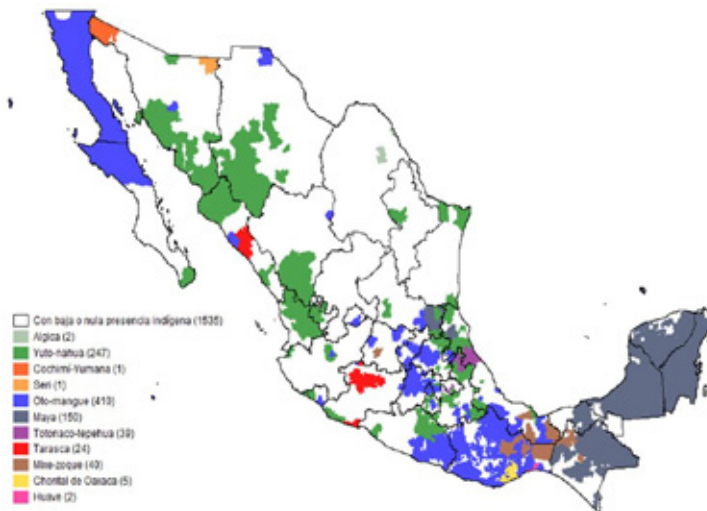 Con baja o nula presencia Indígena (1535)
Algica (2)
Yuto-nahua (247)
Cochimí-Yumana (1)
Seri (1)
Oto-mangue (410)
Maya (150)
Totonaco-tepehua (39)
Tarasca (24)
Mixe-zoque (40)
Chontal de Oaxaca (5)
Huave (2)